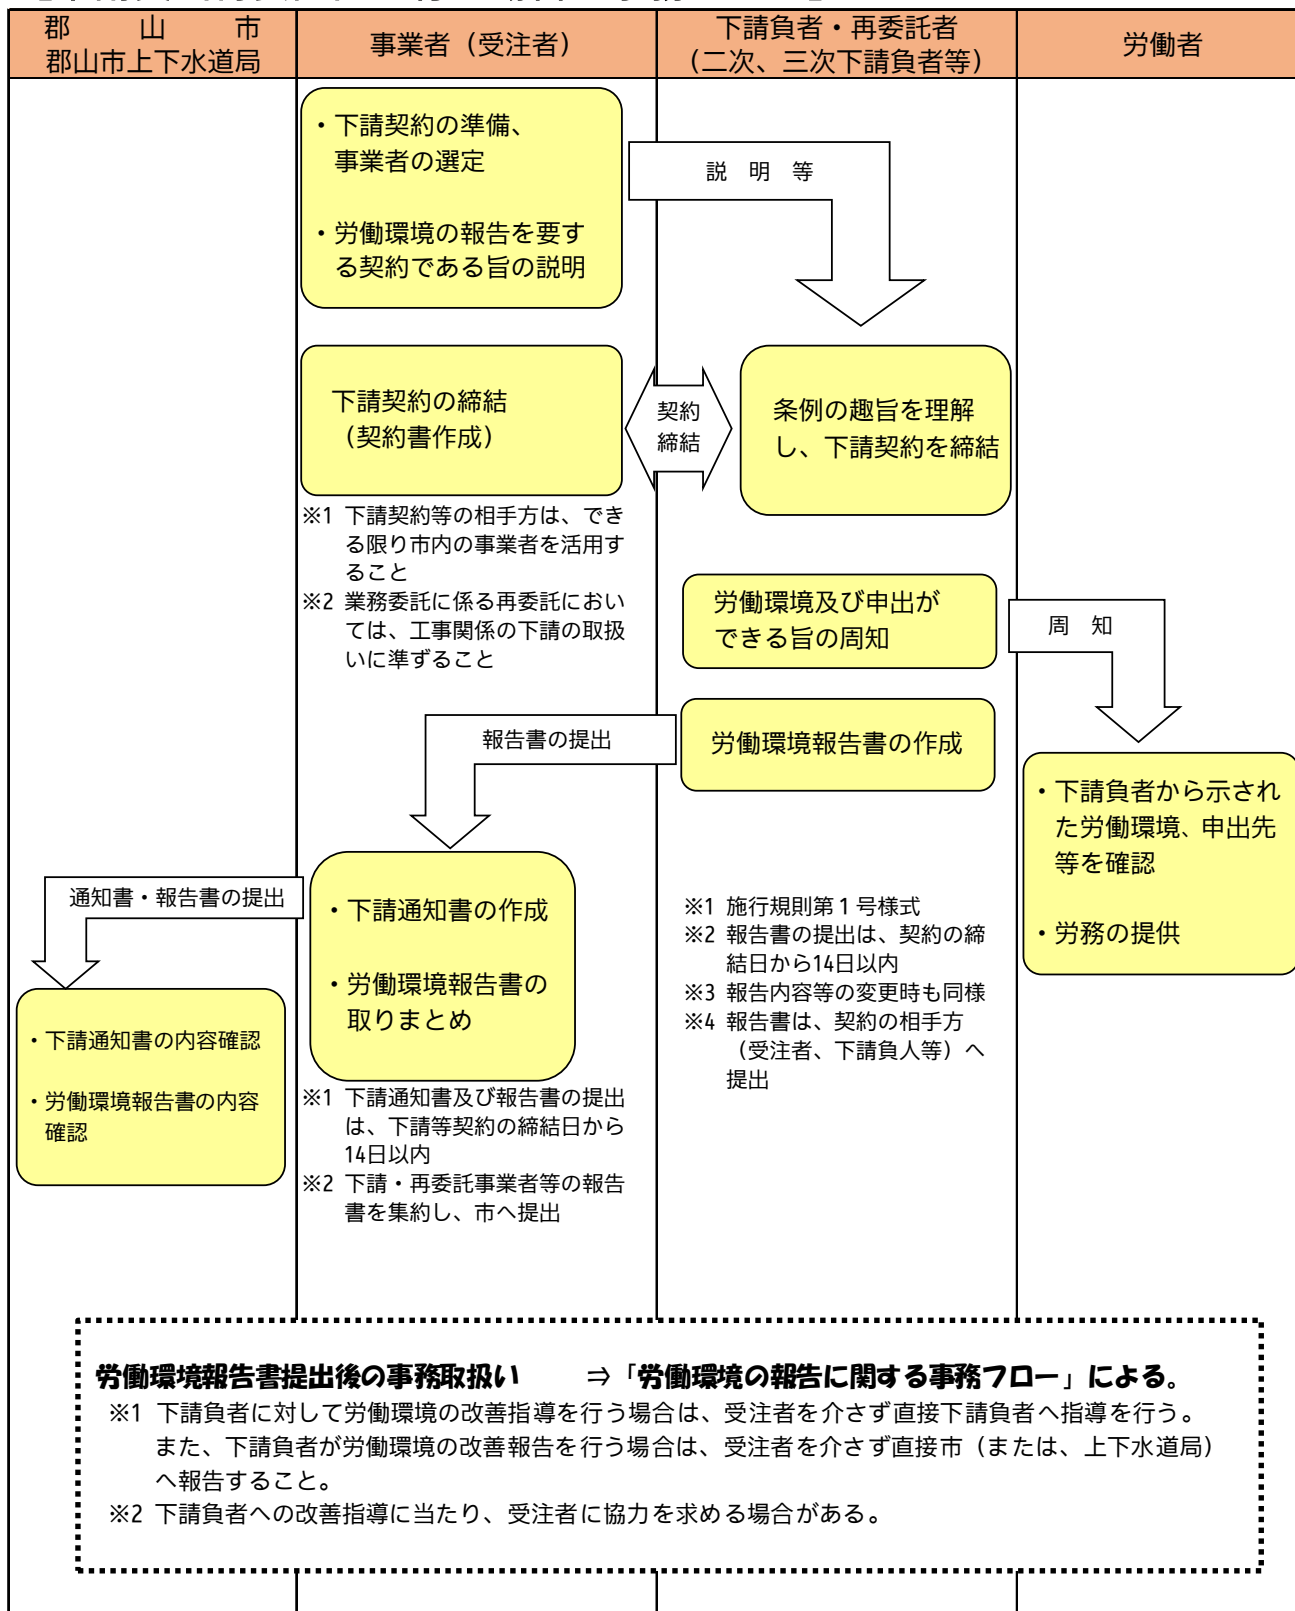 郡山市
郡山市上下水道局
事業者（受注者）
下請負者・再委託者
（二次、三次下請負者等）
労働者
・下請契約の準備、
事業者の選定
・労働環境の報告を要す
る契約である旨の説明
説明等
下請契約の締結
（契約書作成）
契約
締結
条例の趣旨を理解
し、下請契約を締結
※1 下請契約等の相手方は、でき
る限り市内の事業者を活用す
ること
※2 業務委託に係る再委託におい
ては、工事関係の下請の取扱
いに準ずること
労働環境及び申出が
できる旨の周知
周知
労働環境報告書の作成
報告書の提出
・下請負者から示され
た労働環境、申出先
等を確認
・労務の提供
・下請通知書の作成
・労働環境報告書の
取りまとめ
通知書・報告書の提出
※1 施行規則第１号様式
※2 報告書の提出は、契約の締
結日から14日以内
※3 報告内容等の変更時も同様
※4 報告書は、契約の相手方
（受注者、下請負人等）へ
提出
・下請通知書の内容確認
・労働環境報告書の内容
確認
※1 下請通知書及び報告書の提出
は、下請等契約の締結日から
14日以内
※2 下請・再委託事業者等の報告
書を集約し、市へ提出
労働環境報告書提出後の事務取扱い ⇒「労働環境の報告に関する事務フロー」による。
※1 下請負者に対して労働環境の改善指導を行う場合は、受注者を介さず直接下請負者へ指導を行う。
また、下請負者が労働環境の改善報告を行う場合は、受注者を介さず直接市（または、上下水道局）
へ報告すること。
※2 下請負者への改善指導に当たり、受注者に協力を求める場合がある。